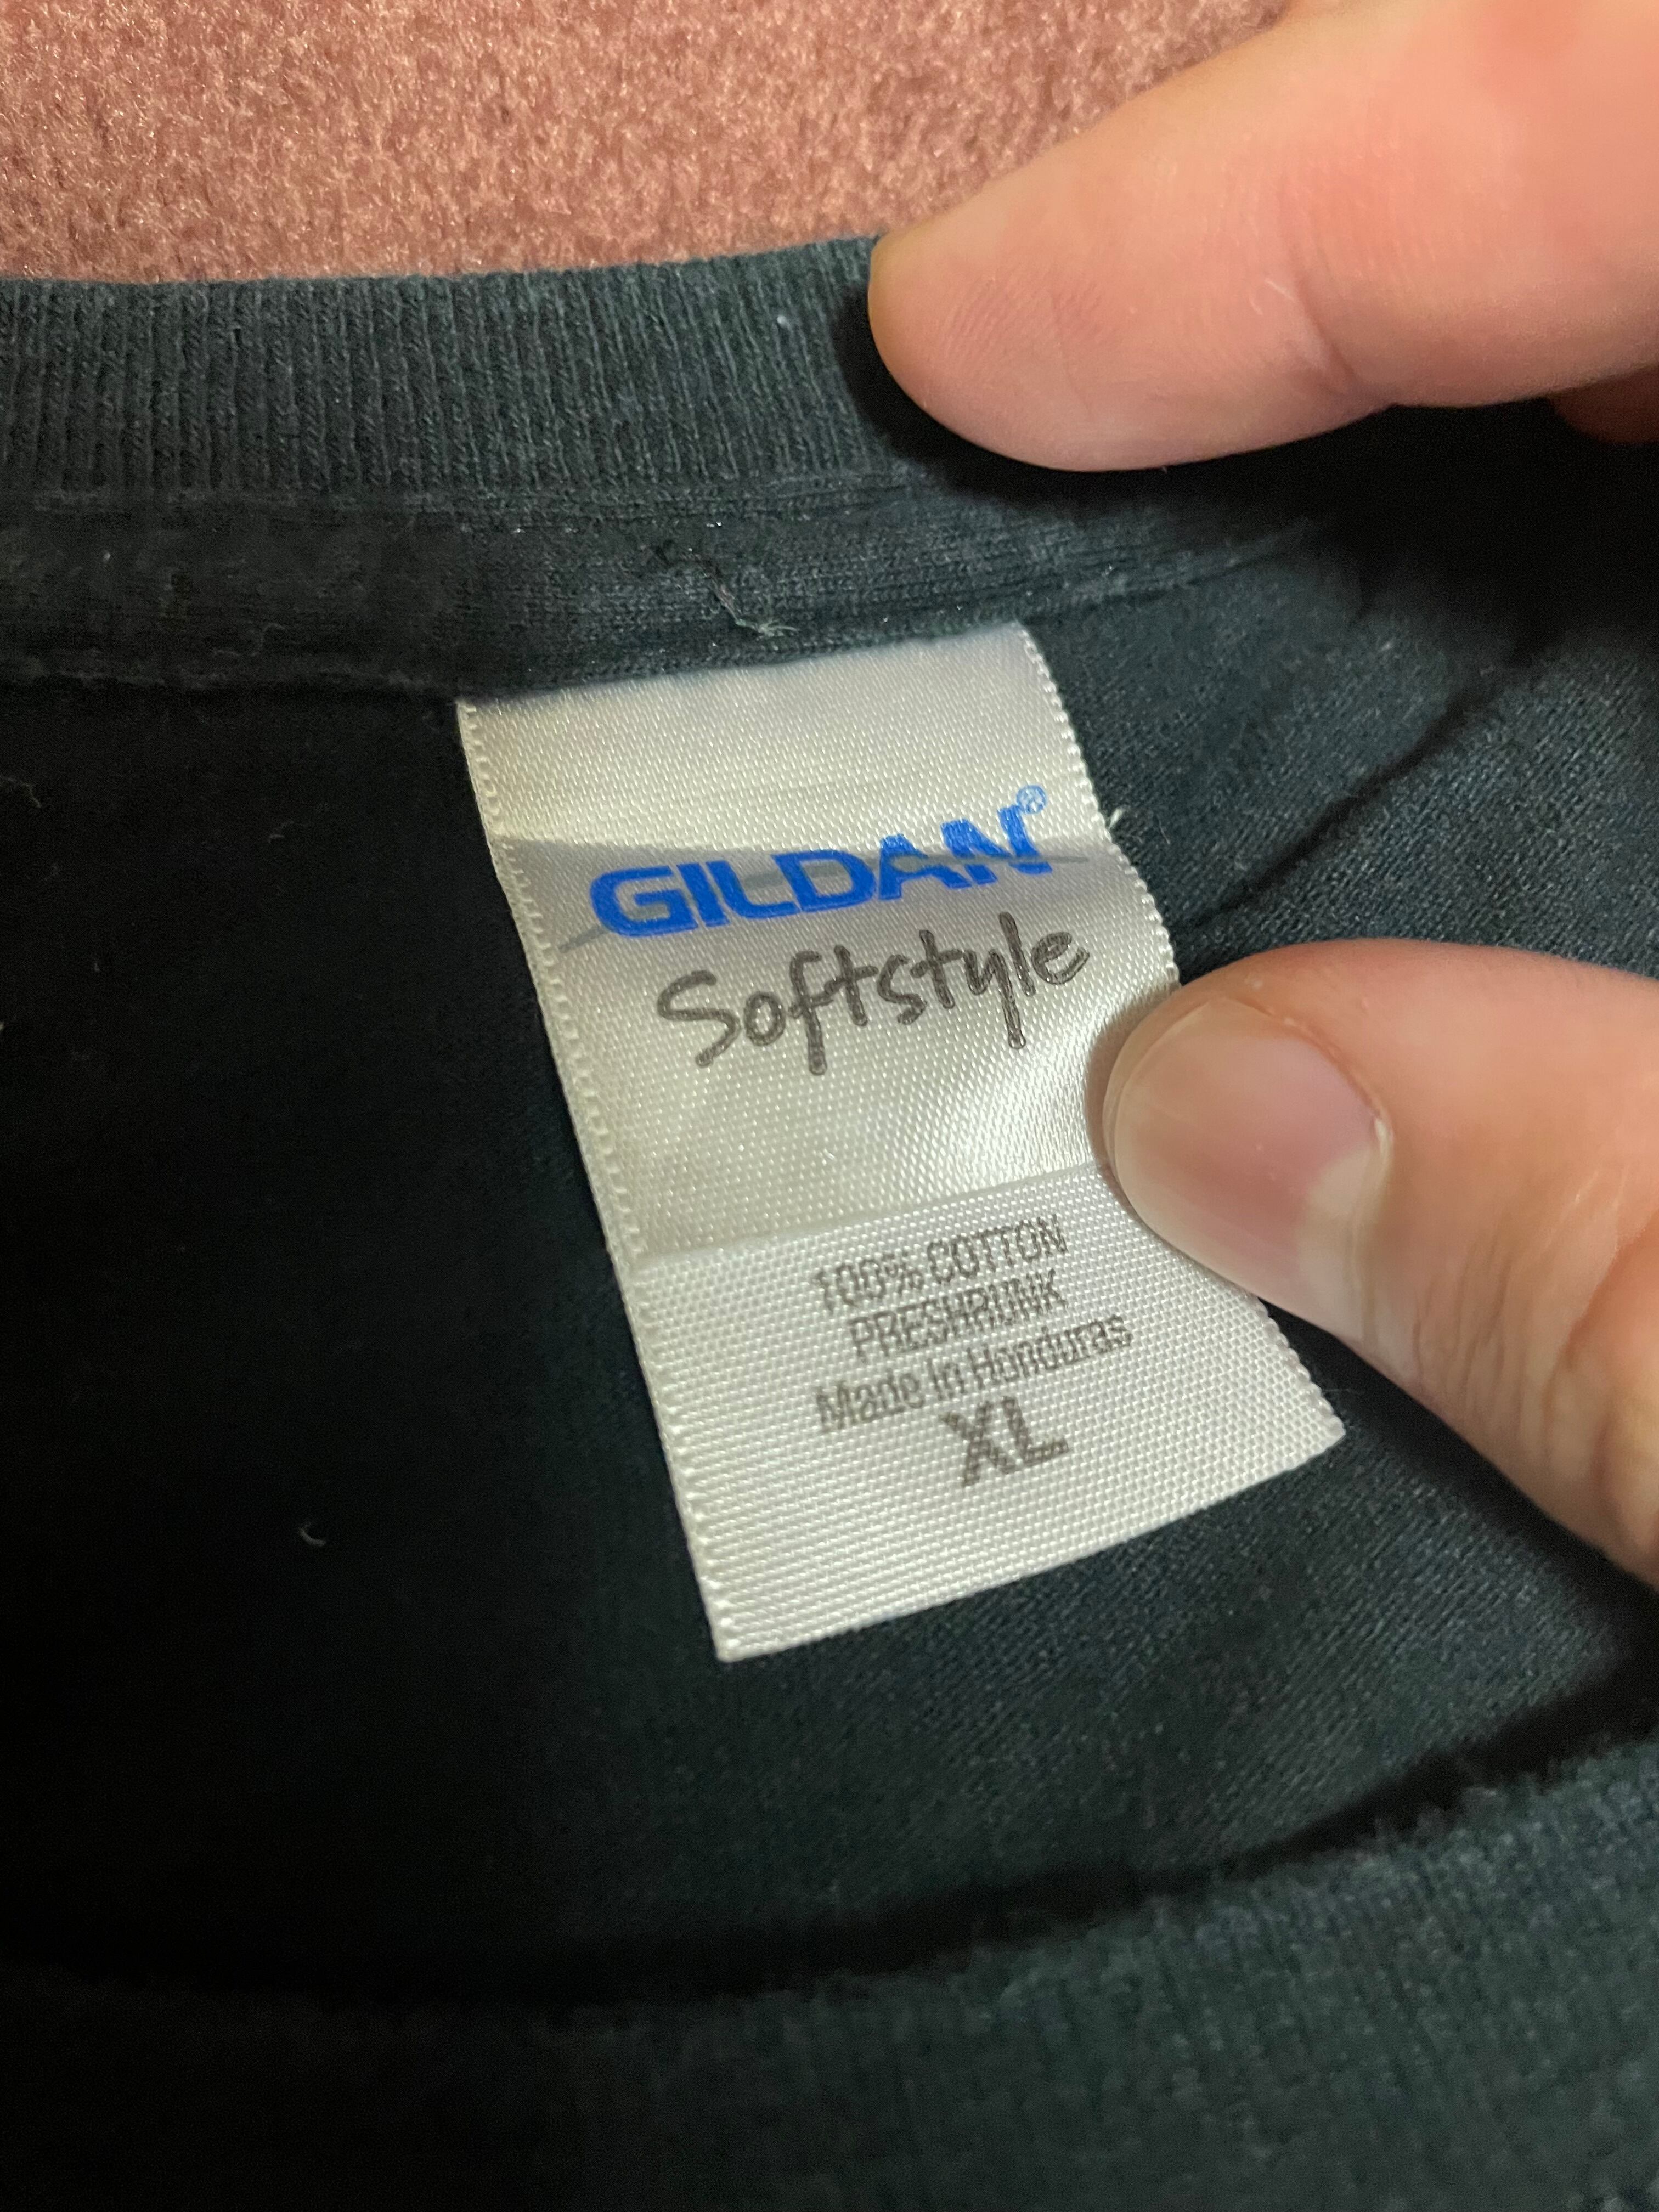 GILDAN®
Softstyle
100% COTTON
PRESHRUNK
Made in Honduras
XL